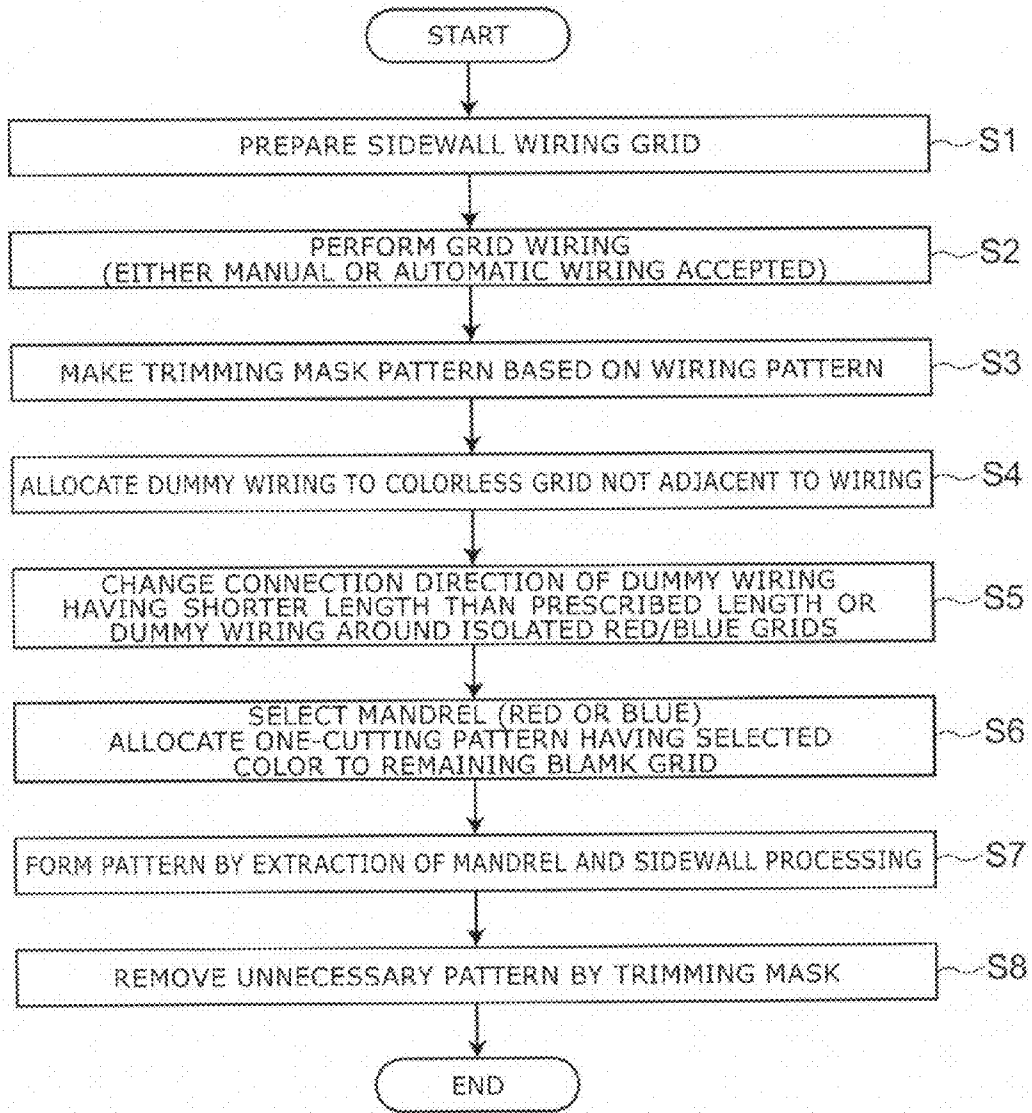 START
PREPARE SIDEWALL WIRING GRID
S1
PERFORM GRID WIRING
(EITHER MANUAL OR AUTOMATIC WIRING ACCEPTED)
S2
MAKE TRIMMING MASK PATTERN BASED ON WIRING PATTERN
S3
ALLOCATE DUMMY WIRING TO COLORLESS GRID NOT ADJACENT TO WIRING
S4
CHANGE CONNECTION DIRECTION OF DUMMY WIRING
HAVING SHORTER LENGTH THAN PRESCRIBED LENGTH OR
DUMMY WIRING AROUND ISOLATED RED/BLUE GRIDS
S5
SELECT MANDREL (RED OR BLUE)
ALLOCATE ONE-CUTTING PATTERN HAVING SELECTED
COLOR TO REMAINING BLAMK GRID
S6
FORM PATTERN BY EXTRACTION OF MANDREL AND SIDEWALL PROCESSING
S7
REMOVE UNNECESSARY PATTERN BY TRIMMING MASK
S8
END